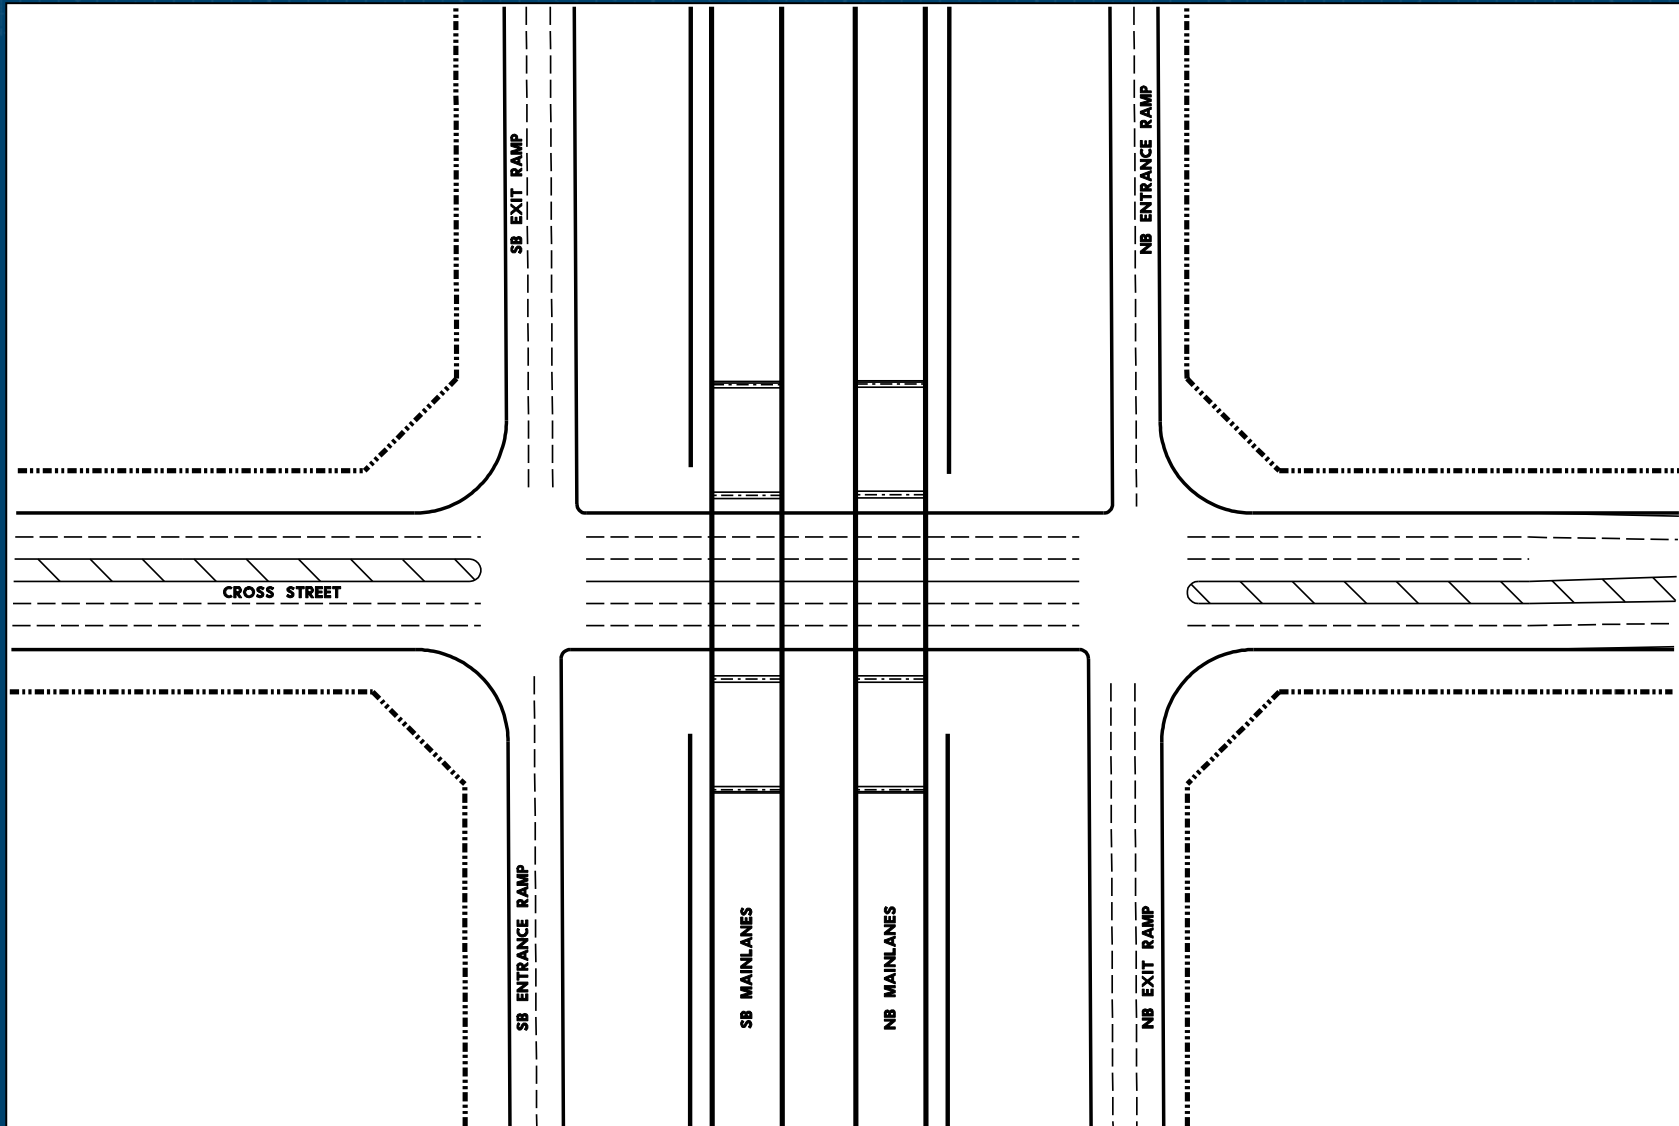 SB EXIT RAMP
NB ENTRANCE RAMP
CROSS STREET
SB ENTRANCE RAMP
SB MAINLANES
NB MAINLANES
NB EXIT RAMP